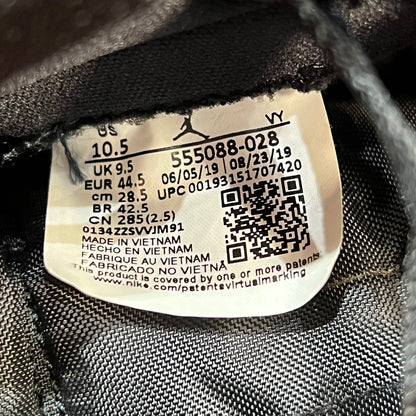 US VY
10.5 555088-028
UK 9.5 06/05/19 08/23/19
EUR 44.5 UPC 00193151707420
cm 28.5
BR 42.5
CN 285(2.5)
0134ZZSVVJM91
MADE IN VIETNAM
HECHO EN VIETNAM
FABRIQUE AU VIETNAM
FABRICADO NO VIETNÃ
This product is covered by one or more patents.
www.nike.com/patentsvirtualmarking